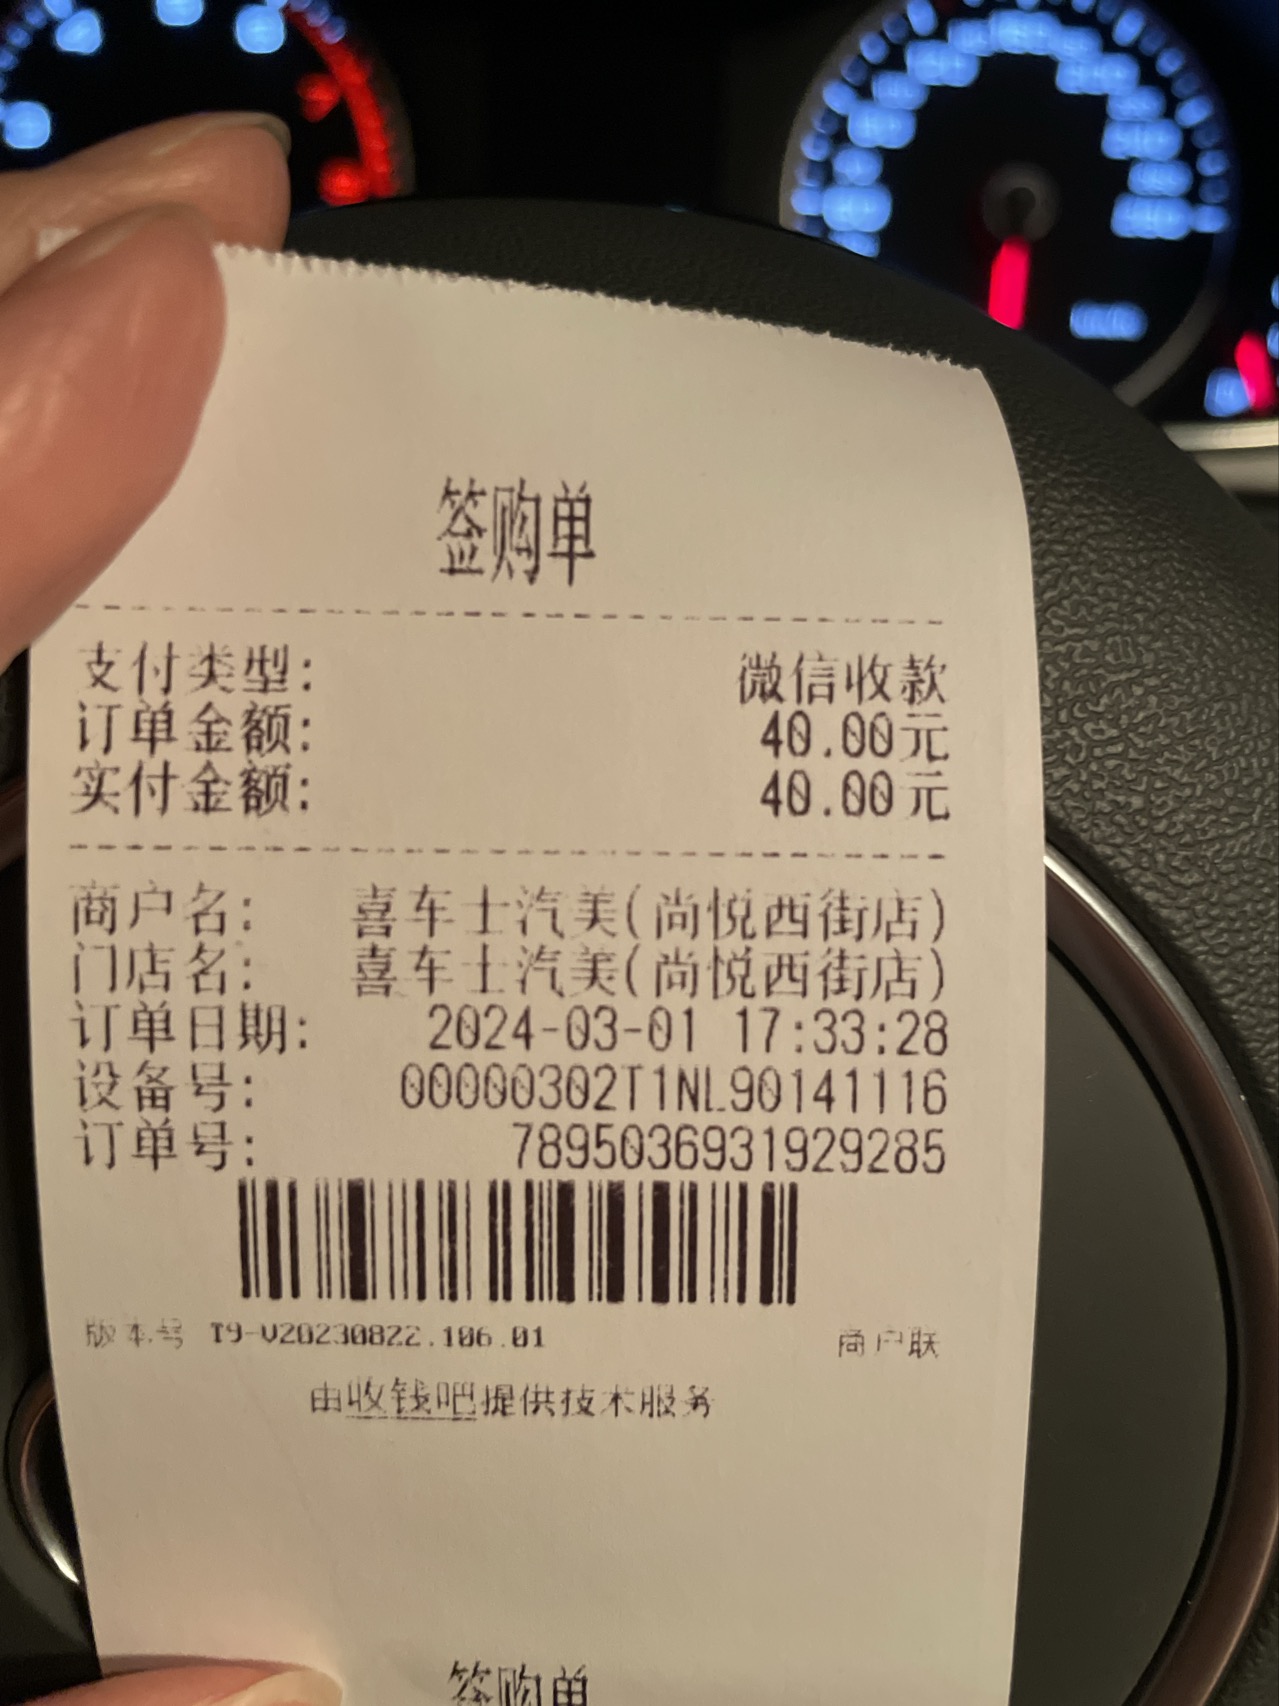 签购单
支付类型: 微信收款
订单金额: 40.00元
实付金额: 40.00元
商户名: 喜车士汽美(尚悦西街店)
门店名: 喜车士汽美(尚悦西街店)
订单日期: 2024-03-01 17:33:28
设备号: 00000302T1NL90141116
订单号: 7895036931929285
版本号 T9-V20230822.106.01 商户联
由收钱吧提供技术服务
签购单